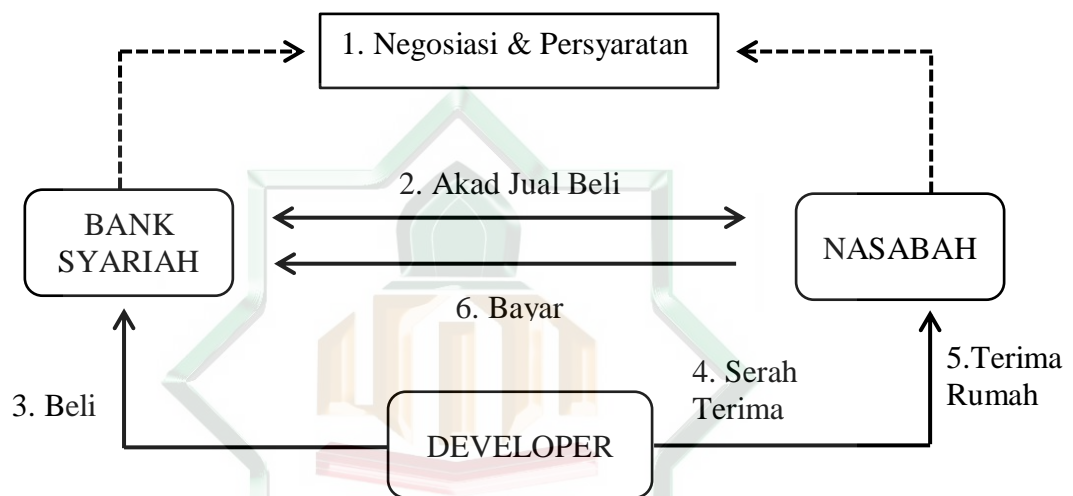 1. Negosiasi & Persyaratan
2. Akad Jual Beli
BANK
SYARIAH
NASABAH
6. Bayar
3. Beli
4. Serah
Terima
5.Terima
Rumah
DEVELOPER